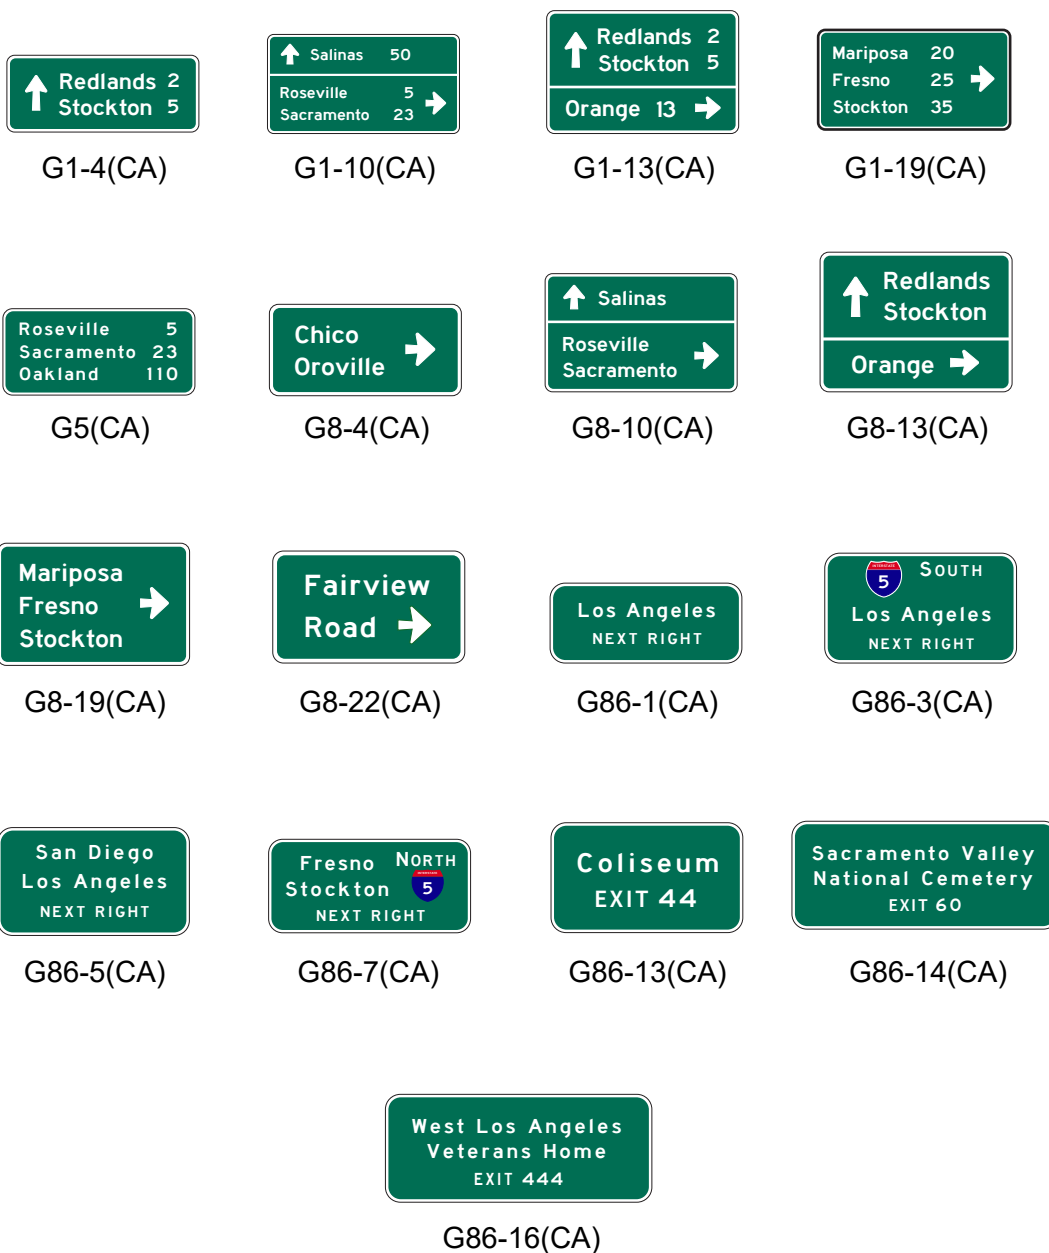 Redlands 2
Stockton 5
G1-4(CA)
Salinas 50
Roseville 5
Sacramento 23
G1-10(CA)
Redlands 2
Stockton 5
Orange 13
G1-13(CA)
Mariposa 20
Fresno 25
Stockton 35
G1-19(CA)
Roseville 5
Sacramento 23
Oakland 110
G5(CA)
Chico
Oroville
G8-4(CA)
Salinas
Roseville
Sacramento
G8-10(CA)
Redlands
Stockton
Orange
G8-13(CA)
Mariposa
Fresno
Stockton
G8-19(CA)
Fairview
Road
G8-22(CA)
Los Angeles
NEXT RIGHT
G86-1(CA)
INTERSTATE
5 SOUTH
Los Angeles
NEXT RIGHT
G86-3(CA)
San Diego
Los Angeles
NEXT RIGHT
G86-5(CA)
Fresno NORTH
INTERSTATE
Stockton 5
NEXT RIGHT
G86-7(CA)
Coliseum
EXIT 44
G86-13(CA)
Sacramento Valley
National Cemetery
EXIT 60
G86-14(CA)
West Los Angeles
Veterans Home
EXIT 444
G86-16(CA)